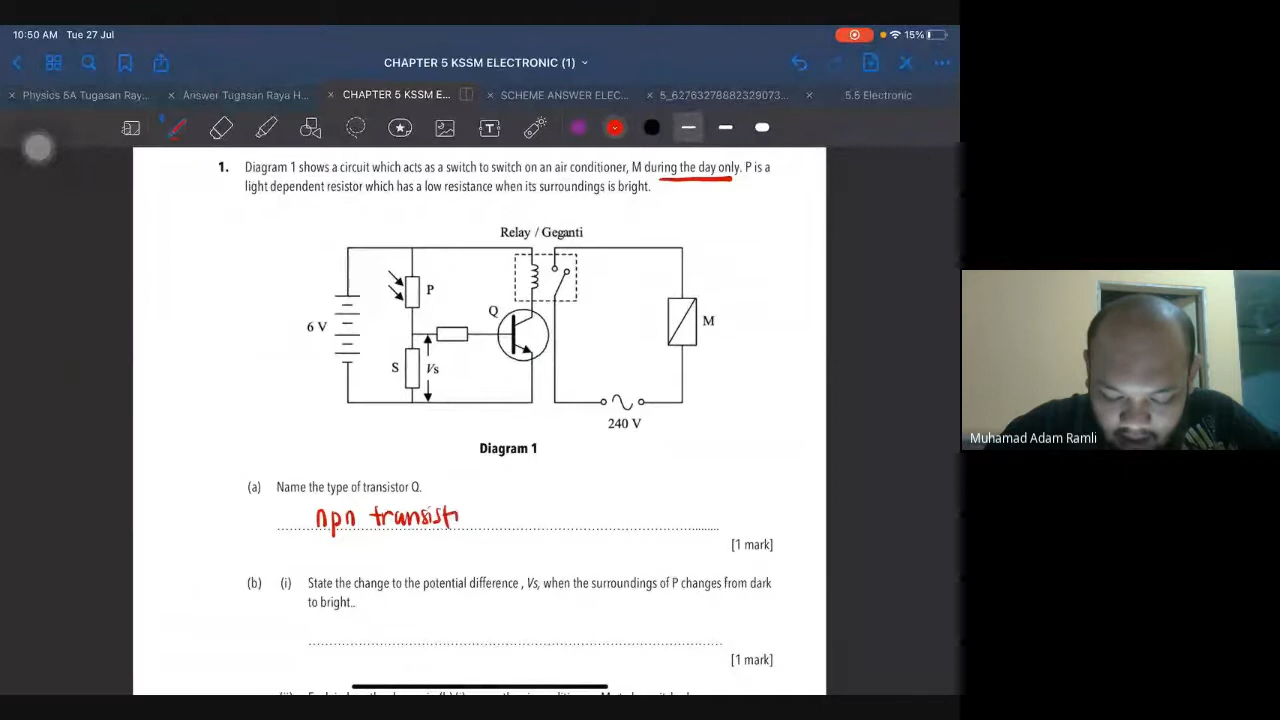 10:50 AM Tue 27 Jul
15%
CHAPTER 5 KSSM ELECTRONIC (1)
Physics 5A Tugasan Ray...
Answer Tugasan Raya H...
CHAPTER 5 KSSM E...
SCHEME ANSWER ELEC...
5_62763278882329073...
5.5 Electronic
1. Diagram 1 shows a circuit which acts as a switch to switch on an air conditioner, M during the day only. P is a
light dependent resistor which has a low resistance when its surroundings is bright.
Relay / Geganti
P
Q
6 V
M
S
Vs
240 V
Diagram 1
(a) Name the type of transistor Q.
npn transist
[1 mark]
(b) (i) State the change to the potential difference , Vs, when the surroundings of P changes from dark
to bright..
[1 mark]
Muhamad Adam Ramli